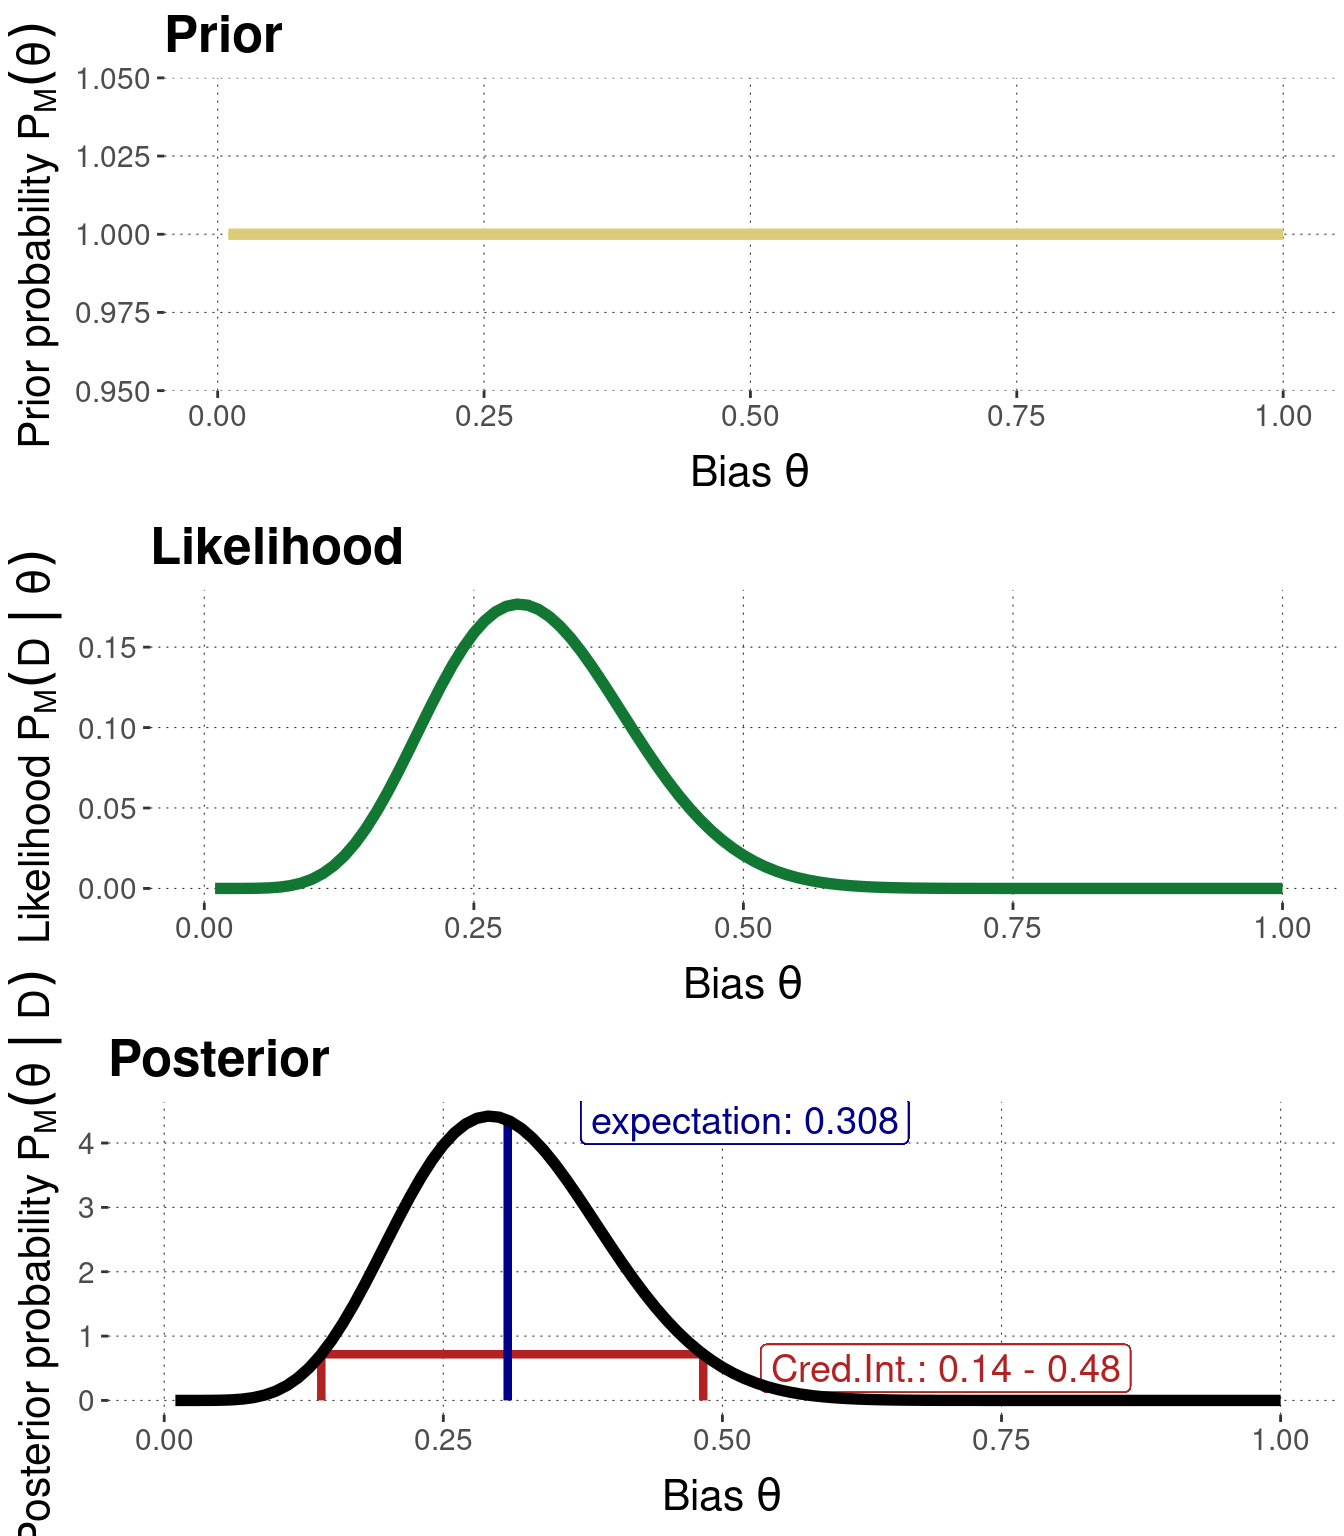 Prior
Prior probability P_M(θ)
1.050
1.025
1.000
0.975
0.950
0.00 0.25 0.50 0.75 1.00
Bias θ
Likelihood
Likelihood P_M(D | θ)
0.15
0.10
0.05
0.00
0.00 0.25 0.50 0.75 1.00
Bias θ
Posterior
Posterior probability P_M(θ | D)
expectation: 0.308
4
3
2
1
Cred.Int.: 0.14 - 0.48
0
0.00 0.25 0.50 0.75 1.00
Bias θ